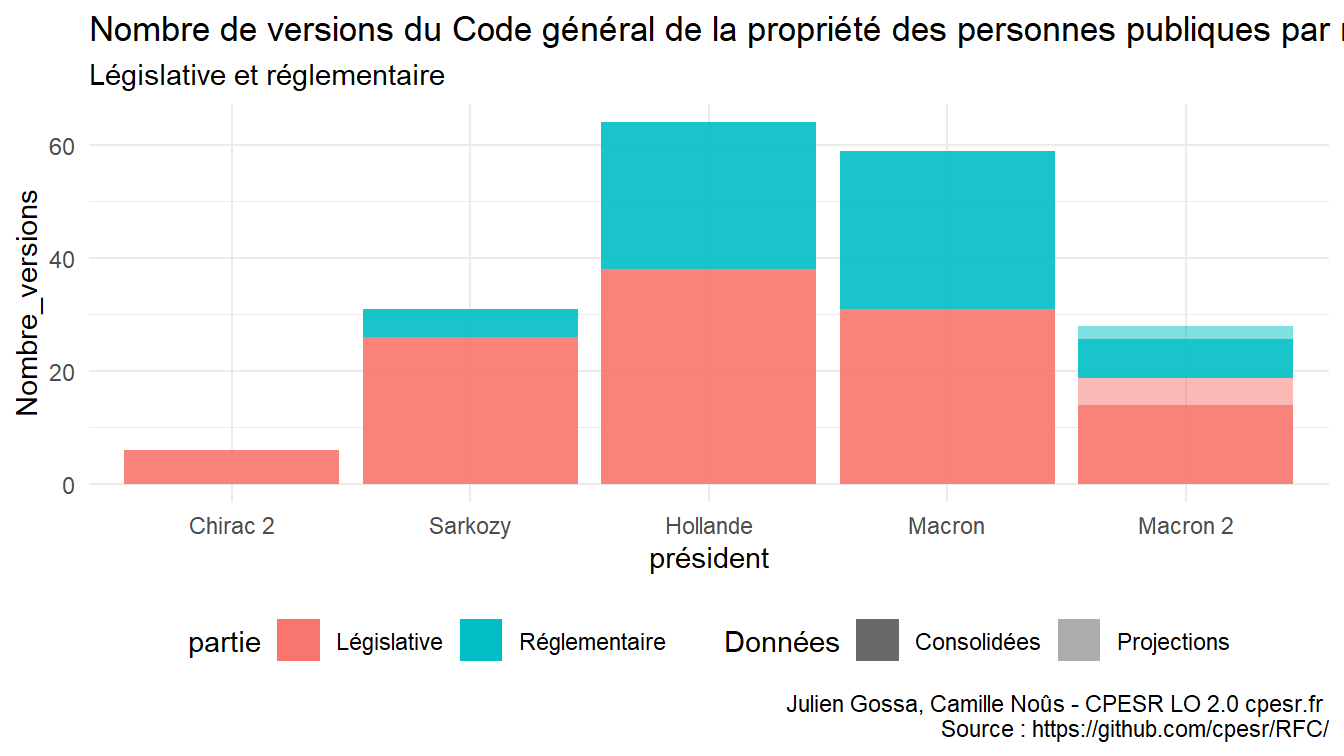 Nombre de versions du Code général de la propriété des personnes publiques par
Législative et réglementaire
Nombre_versions
60
40
20
0
Chirac 2
Sarkozy
Hollande
Macron
Macron 2
président
partie
Législative
Réglementaire
Données
Consolidées
Projections
Julien Gossa, Camille Noûs - CPESR LO 2.0 cpesr.fr
Source : https://github.com/cpesr/RFC/